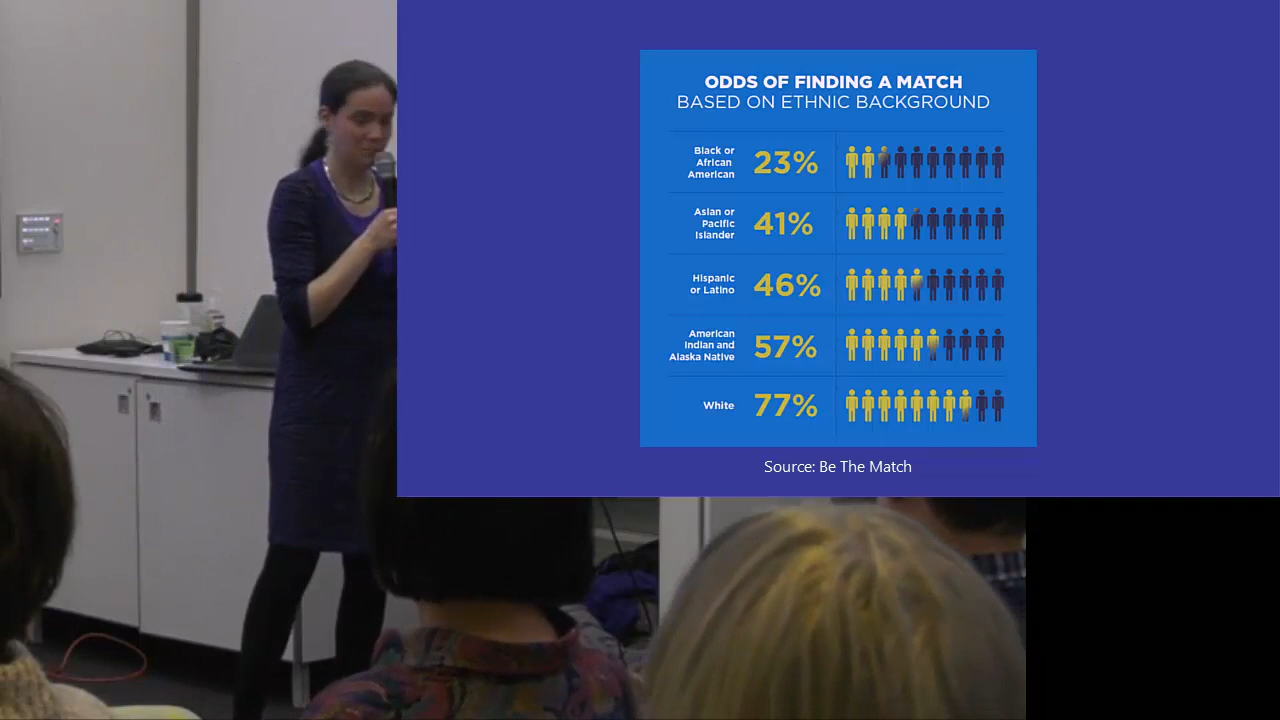 ODDS OF FINDING A MATCH
BASED ON ETHNIC BACKGROUND
Black or
African
American
23%
Asian or
Pacific
Islander
41%
Hispanic
or Latino
46%
American
Indian and
Alaska Native
57%
White
77%
Source: Be The Match